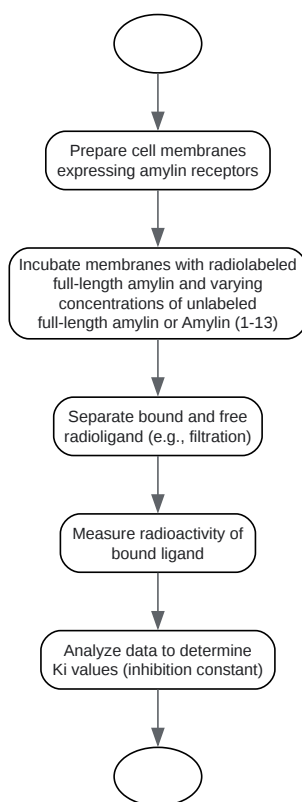 Prepare cell membranes
expressing amylin receptors
Incubate membranes with radiolabeled
full-length amylin and varying
concentrations of unlabeled
full-length amylin or Amylin (1-13)
Separate bound and free
radioligand (e.g., filtration)
Measure radioactivity of
bound ligand
Analyze data to determine
Ki values (inhibition constant)